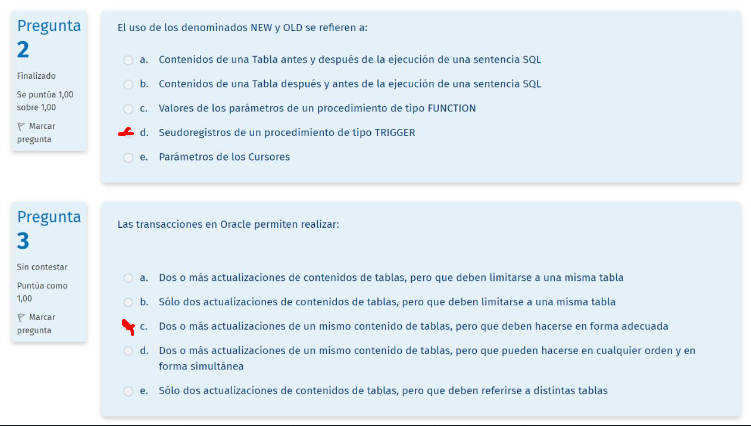 Pregunta
2
Finalizado
Se puntúa 1,00
sobre 1,00
Marcar
pregunta
El uso de los denominados NEW y OLD se refieren a:
a. Contenidos de una Tabla antes y después de la ejecución de una sentencia SQL
b. Contenidos de una Tabla después y antes de la ejecución de una sentencia SQL
c. Valores de los parámetros de un procedimiento de tipo FUNCTION
d. Seudoregistros de un procedimiento de tipo TRIGGER
e. Parámetros de los Cursores
Pregunta
3
Sin contestar
Puntúa como
1,00
Marcar
pregunta
Las transacciones en Oracle permiten realizar:
a. Dos o más actualizaciones de contenidos de tablas, pero que deben limitarse a una misma tabla
b. Sólo dos actualizaciones de contenidos de tablas, pero que deben limitarse a una misma tabla
c. Dos o más actualizaciones de un mismo contenido de tablas, pero que deben hacerse en forma adecuada
d. Dos o más actualizaciones de un mismo contenido de tablas, pero que pueden hacerse en cualquier orden y en
forma simultánea
e. Sólo dos actualizaciones de contenidos de tablas, pero que deben referirse a distintas tablas